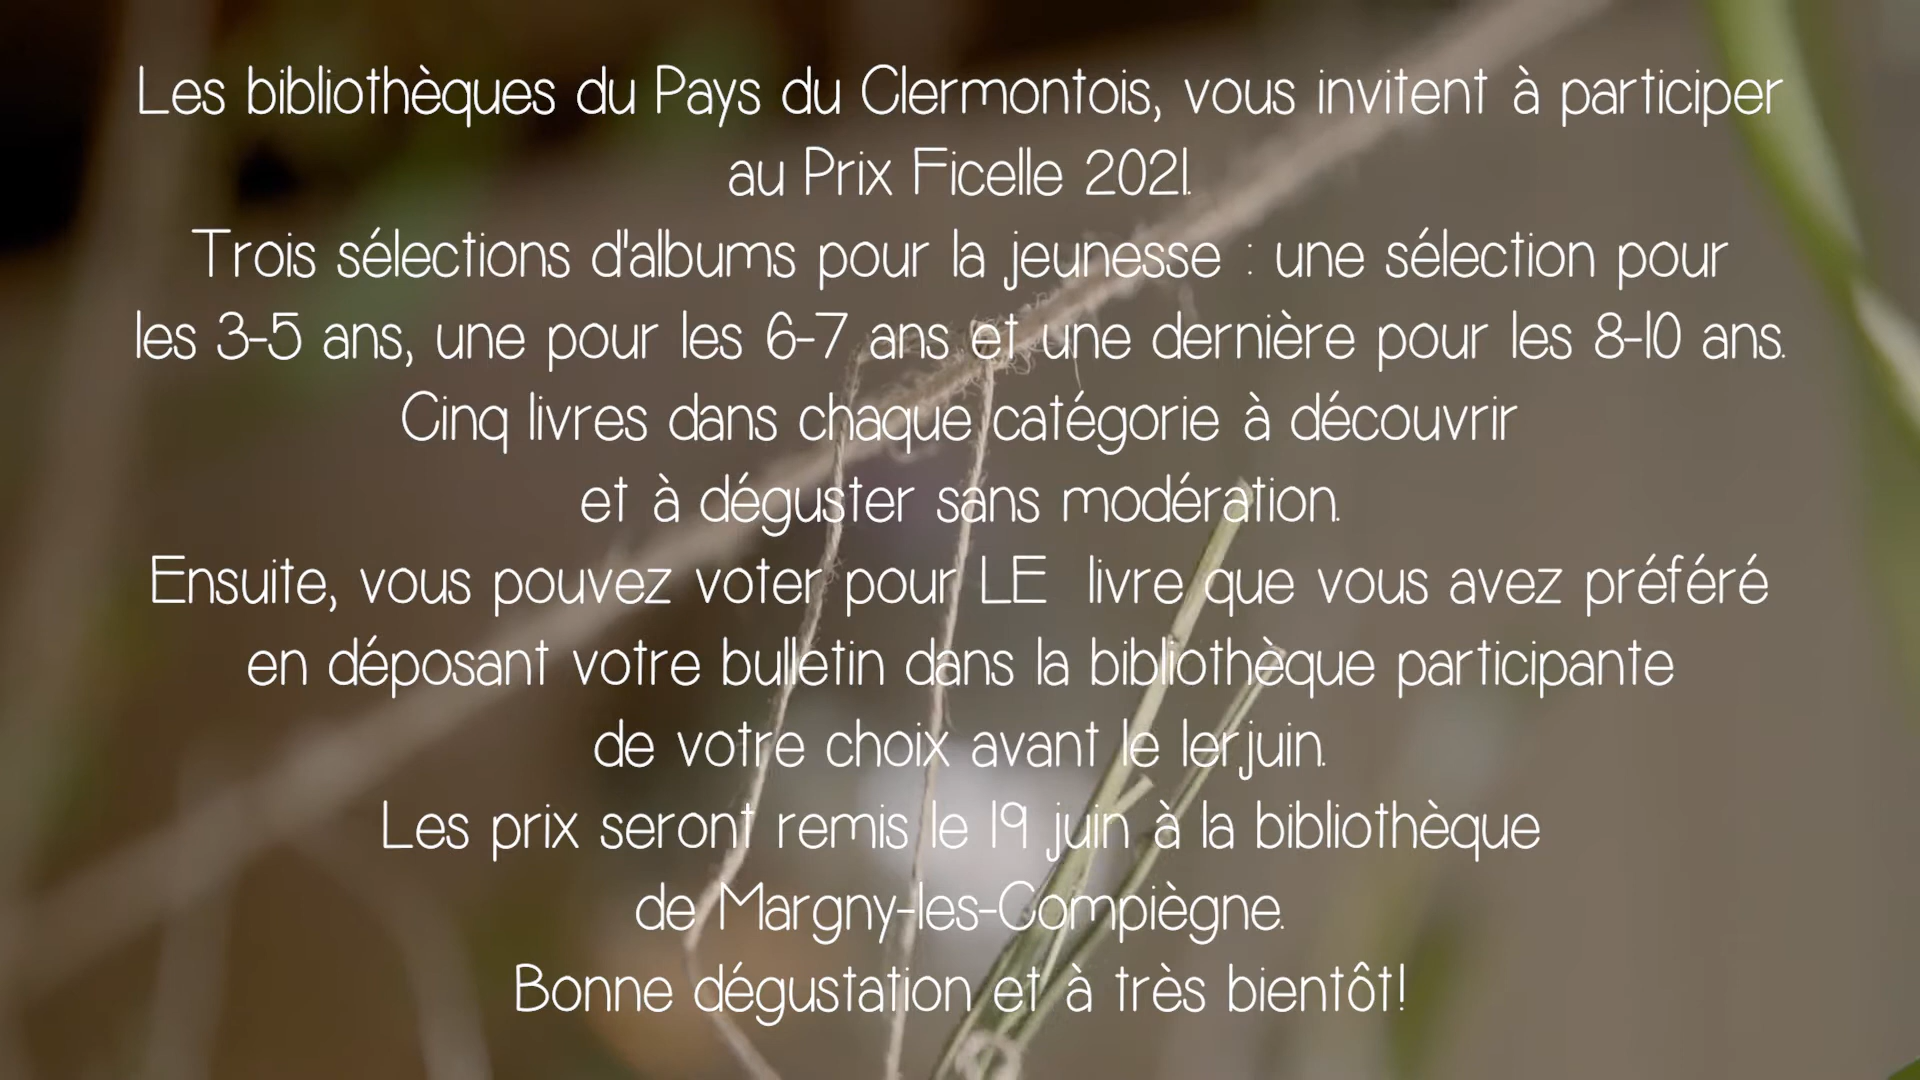 Les bibliothèques du Pays du Clermontois, vous invitent à participer
au Prix Ficelle 2021.
Trois sélections d'albums pour la jeunesse : une sélection pour
les 3-5 ans, une pour les 6-7 ans et une dernière pour les 8-10 ans.
Cinq livres dans chaque catégorie à découvrir
et à déguster sans modération.
Ensuite, vous pouvez voter pour LE  livre que vous avez préféré
en déposant votre bulletin dans la bibliothèque participante
de votre choix avant le 1er juin.
Les prix seront remis le 19 juin à la bibliothèque
de Margny-les-Compiègne.
Bonne dégustation et à très bientôt!